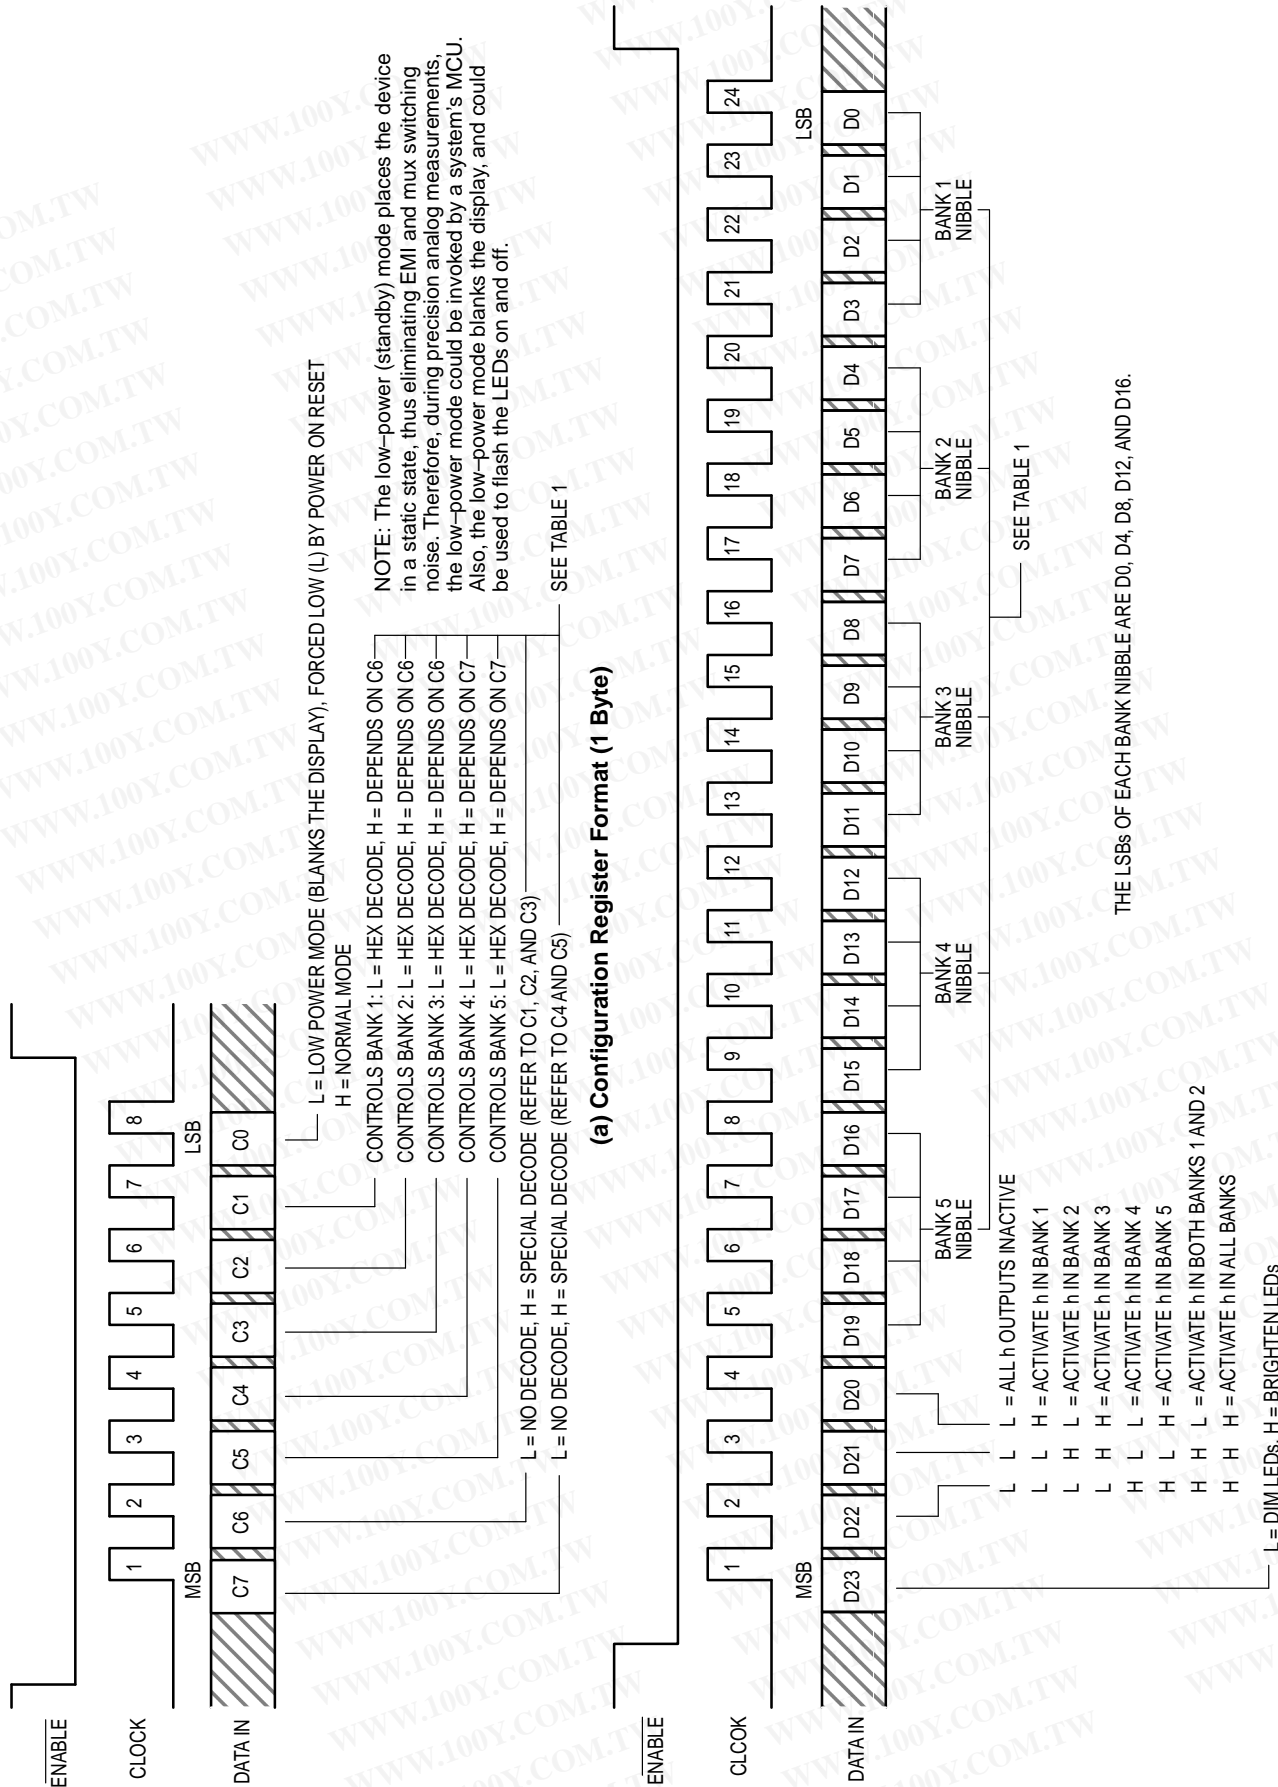 ENABLE
CLOCK
1 2 3 4 5 6 7 8
MSB LSB
DATA IN
C7 C6 C5 C4 C3 C2 C1 C0
L = LOW POWER MODE (BLANKS THE DISPLAY), FORCED LOW (L) BY POWER ON RESET
H = NORMAL MODE
CONTROLS BANK 1: L = HEX DECODE, H = DEPENDS ON C6
CONTROLS BANK 2: L = HEX DECODE, H = DEPENDS ON C6
CONTROLS BANK 3: L = HEX DECODE, H = DEPENDS ON C6
CONTROLS BANK 4: L = HEX DECODE, H = DEPENDS ON C7
CONTROLS BANK 5: L = HEX DECODE, H = DEPENDS ON C7
L = NO DECODE, H = SPECIAL DECODE (REFER TO C1, C2, AND C3)
L = NO DECODE, H = SPECIAL DECODE (REFER TO C4 AND C5)
SEE TABLE 1
NOTE: The low–power (standby) mode places the device
in a static state, thus eliminating EMI and mux switching
noise. Therefore, during precision analog measurements,
the low–power mode could be invoked by a system's MCU.
Also, the low–power mode blanks the display, and could
be used to flash the LEDs on and off.
(a) Configuration Register Format (1 Byte)
ENABLE
CLCOK
1 2 3 4 5 6 7 8 9 10 11 12 13 14 15 16 17 18 19 20 21 22 23 24
MSB LSB
DATA IN
D23 D22 D21 D20 D19 D18 D17 D16 D15 D14 D13 D12 D11 D10 D9 D8 D7 D6 D5 D4 D3 D2 D1 D0
BANK 5
NIBBLE
BANK 4
NIBBLE
BANK 3
NIBBLE
BANK 2
NIBBLE
BANK 1
NIBBLE
SEE TABLE 1
L L L = ALL h OUTPUTS INACTIVE
L L H = ACTIVATE h IN BANK 1
L H L = ACTIVATE h IN BANK 2
L H H = ACTIVATE h IN BANK 3
H L L = ACTIVATE h IN BANK 4
H L H = ACTIVATE h IN BANK 5
H H L = ACTIVATE h IN BOTH BANKS 1 AND 2
H H H = ACTIVATE h IN ALL BANKS
THE LSBs OF EACH BANK NIBBLE ARE D0, D4, D8, D12, AND D16.
L = DIM LEDs, H = BRIGHTEN LEDs
WWW.100Y.COM.TW